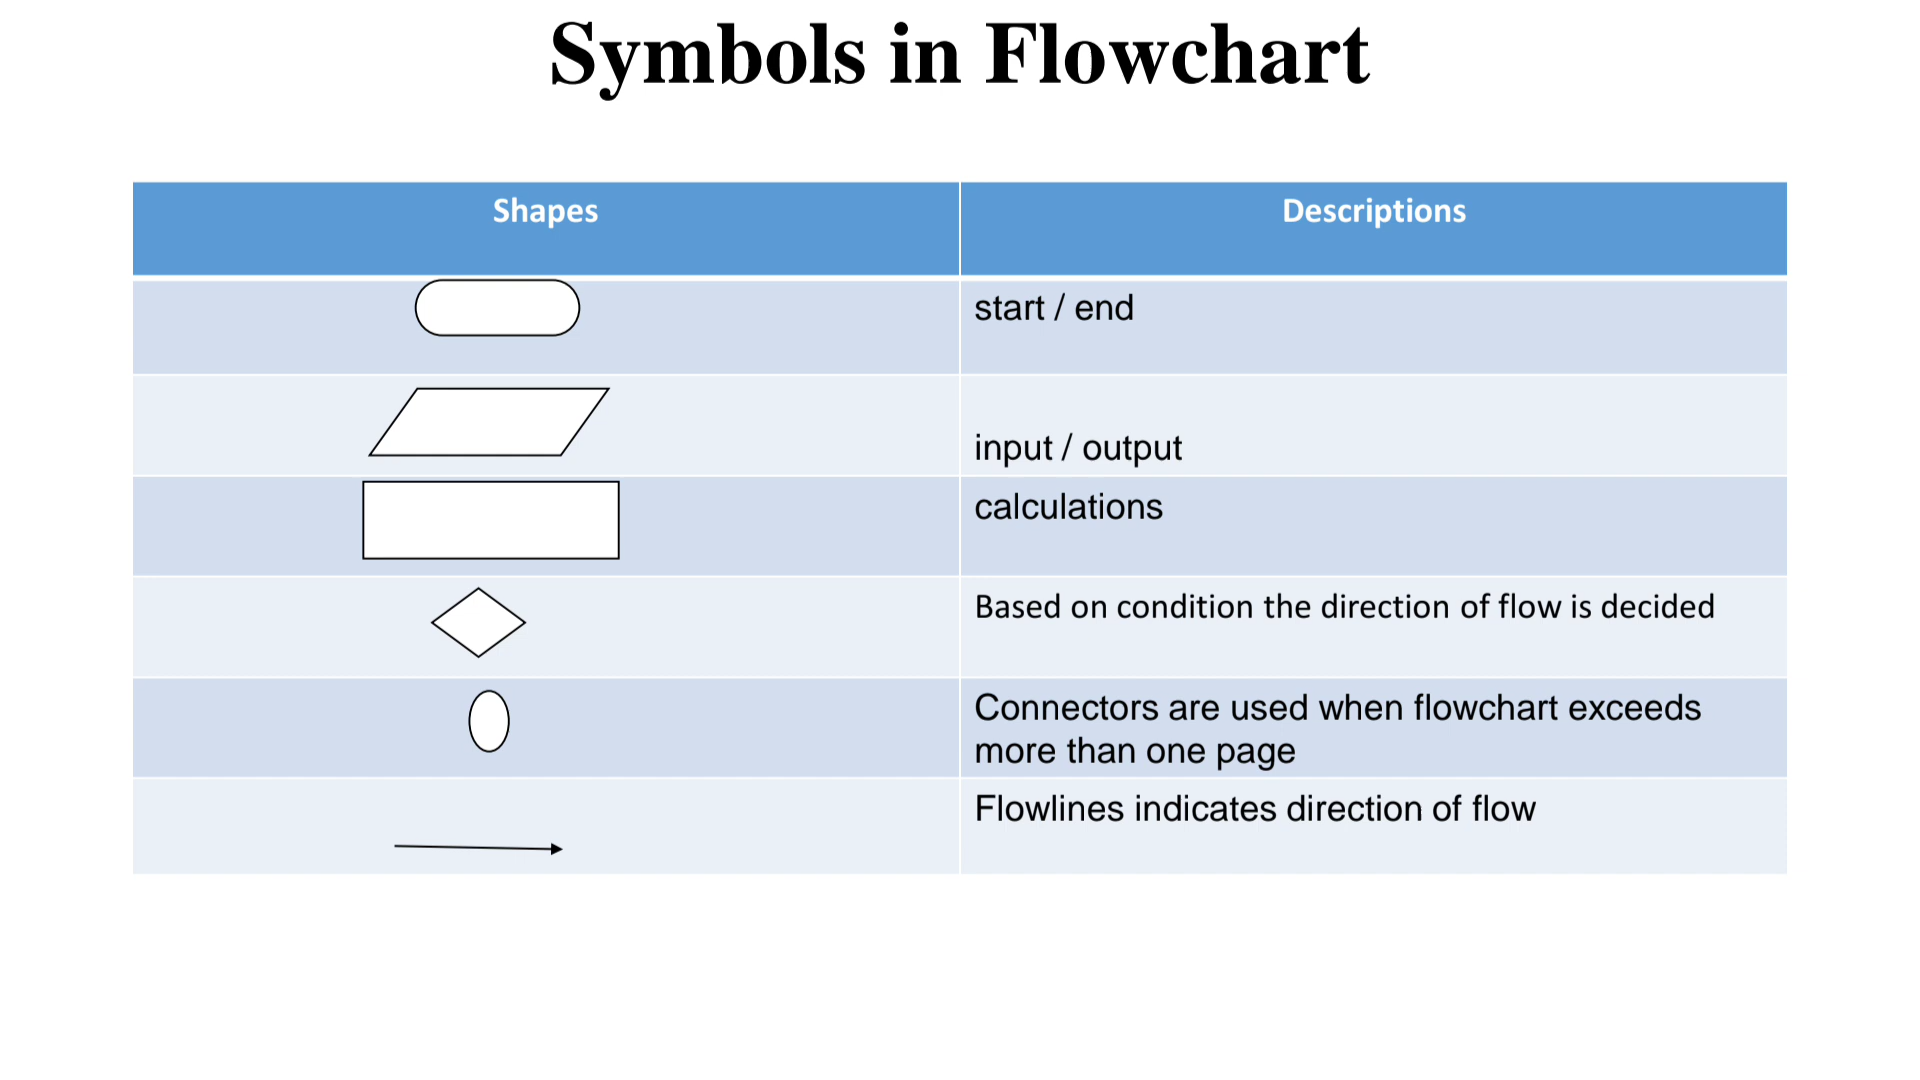 Symbols in Flowchart
Shapes
Descriptions
start / end
input / output
calculations
Based on condition the direction of flow is decided
Connectors are used when flowchart exceeds
more than one page
Flowlines indicates direction of flow